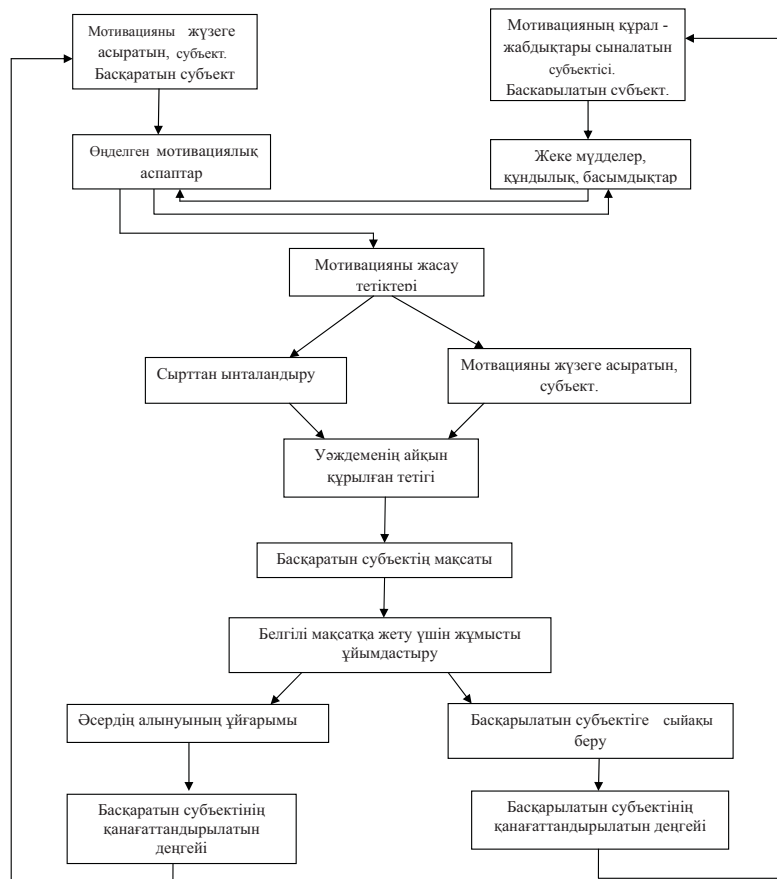 Мотивацияны жүзеге
асыратын, субъект.
Басқаратын субъект
Мотивацияның құрал -
жабдықтары сыналатын
субъектісі.
Басқарылатын субъект.
Өңделген мотивациялық
аспаптар
Жеке мүдделер,
құндылық, басымдықтар
Мотивацияны жасау
тетіктері
Сырттан ынталандыру
Мотвацияны жүзеге асыратын,
субъект.
Уәждеменің айқын
құрылған тетігі
Басқаратын субъектің мақсаты
Белгілі мақсатқа жету үшін жұмысты
ұйымдастыру
Әсердің алынуының ұйғарымы
Басқарылатын субъектіге сыйақы
беру
Басқаратын субъектінің
қанағаттандырылатын
деңгейі
Басқарылатын субъектінің
қанағаттандырылатын деңгейі